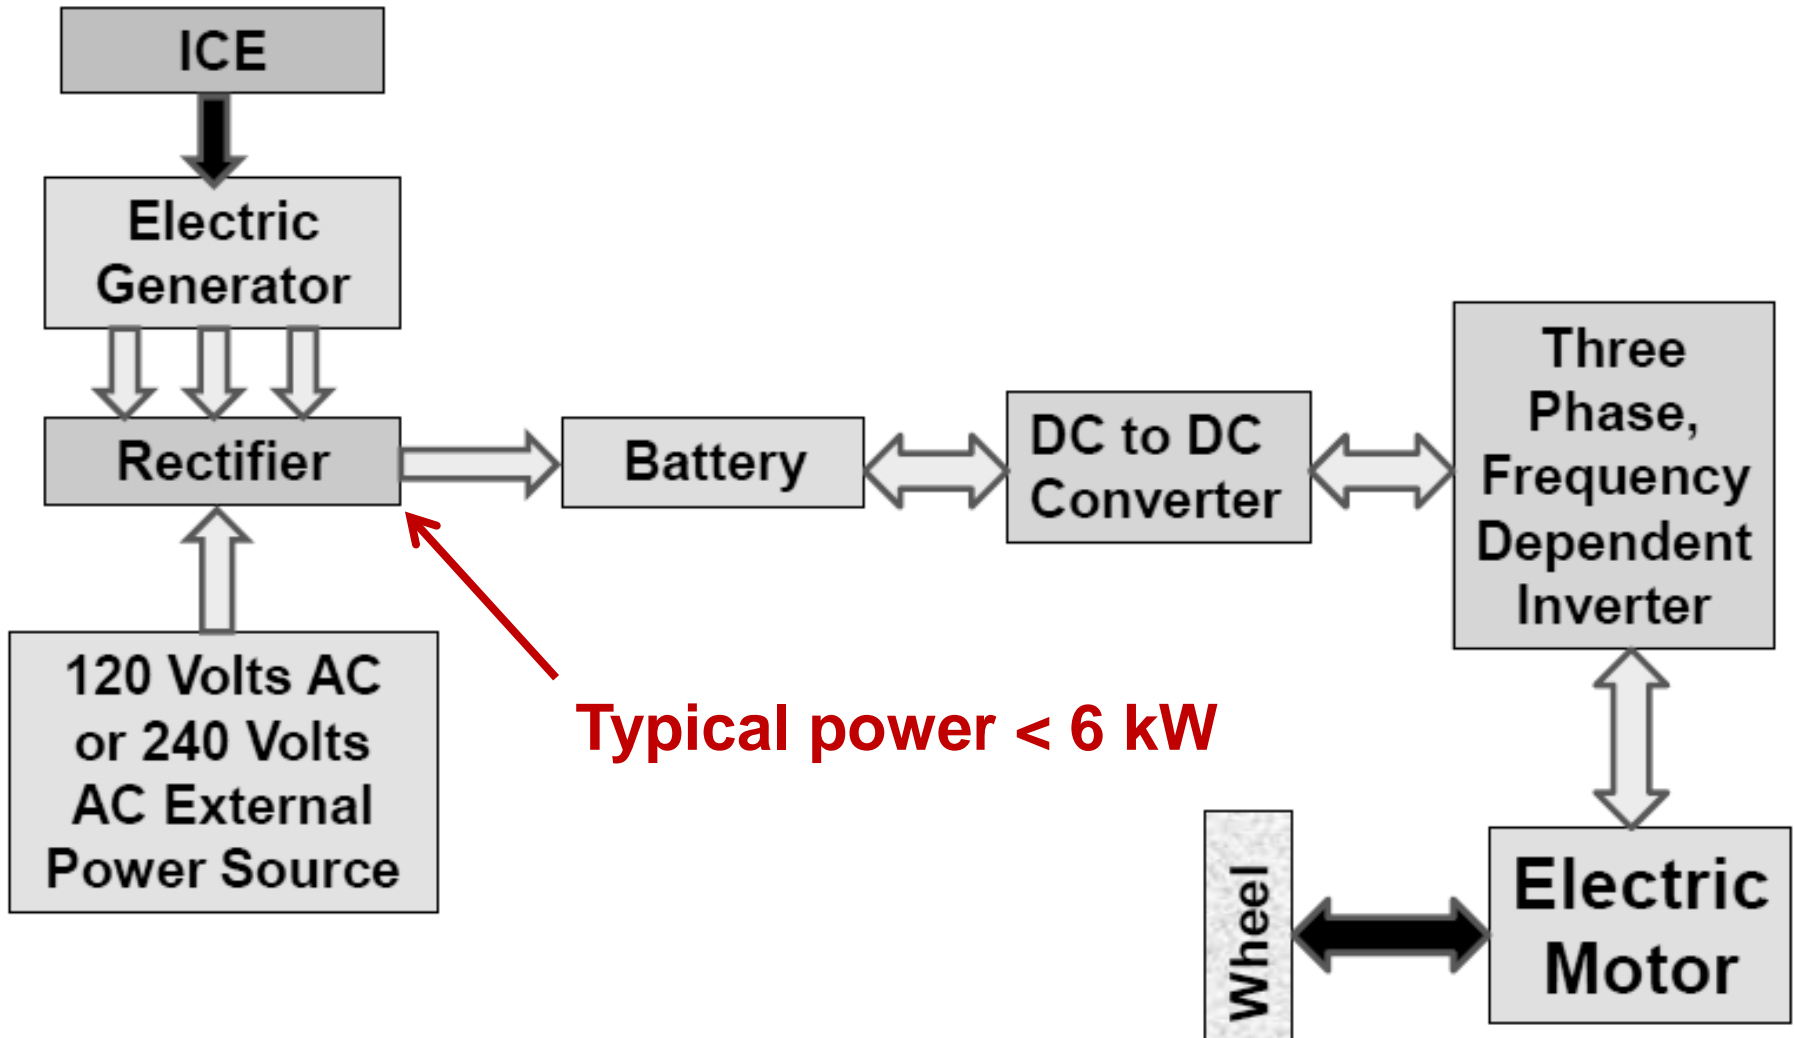 ICE
Electric
Generator
Rectifier
120 Volts AC
or 240 Volts
AC External
Power Source
Battery
DC to DC
Converter
Three
Phase,
Frequency
Dependent
Inverter
Typical power < 6 kW
Wheel
Electric
Motor